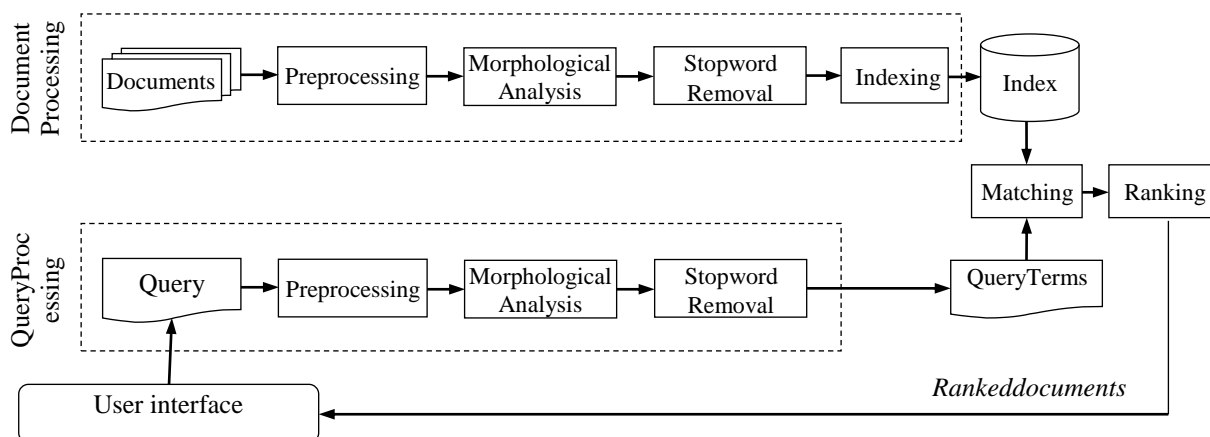 Document
Processing
Documents
Preprocessing
Morphological
Analysis
Stopword
Removal
Indexing
Index
Matching
Ranking
QueryProc
essing
Query
Preprocessing
Morphological
Analysis
Stopword
Removal
QueryTerms
Rankeddocuments
User interface